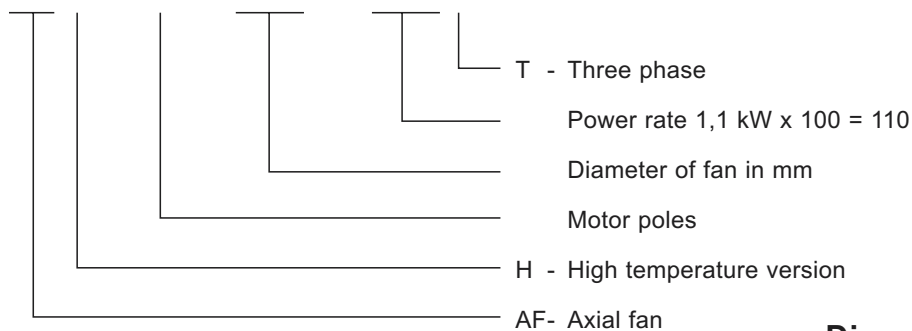 T - Three phase
Power rate 1,1 kW x 100 = 110
Diameter of fan in mm
Motor poles
H - High temperature version
AF- Axial fan